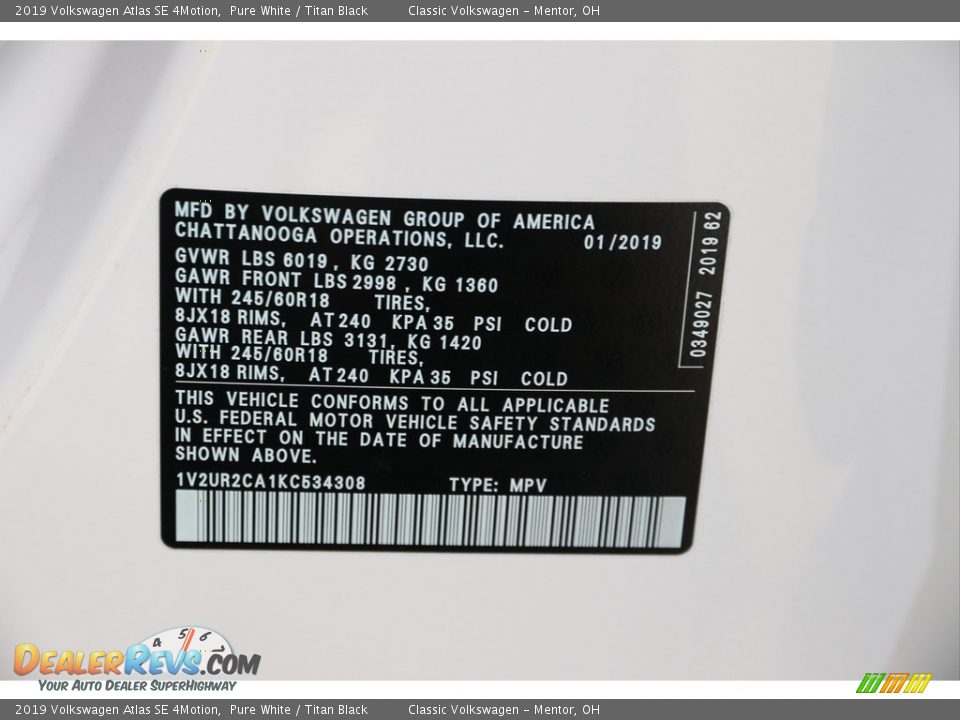 2019 Volkswagen Atlas SE 4Motion, Pure White / Titan Black Classic Volkswagen – Mentor, OH
MFD BY VOLKSWAGEN GROUP OF AMERICA
CHATTANOOGA OPERATIONS, LLC. 01/2019
GVWR LBS 6019 , KG 2730
GAWR FRONT LBS 2998 , KG 1360
WITH 245/60R18 TIRES,
8JX18 RIMS, AT 240 KPA 35 PSI COLD
GAWR REAR LBS 3131, KG 1420
WITH 245/60R18 TIRES,
8JX18 RIMS, AT 240 KPA 35 PSI COLD
0349027 2019 62
THIS VEHICLE CONFORMS TO ALL APPLICABLE
U.S. FEDERAL MOTOR VEHICLE SAFETY STANDARDS
IN EFFECT ON THE DATE OF MANUFACTURE
SHOWN ABOVE.
1V2UR2CA1KC534308 TYPE: MPV
4 5 6 7
DEALERREVS.COM
YOUR AUTO DEALER SUPERHIGHWAY
2019 Volkswagen Atlas SE 4Motion, Pure White / Titan Black Classic Volkswagen – Mentor, OH